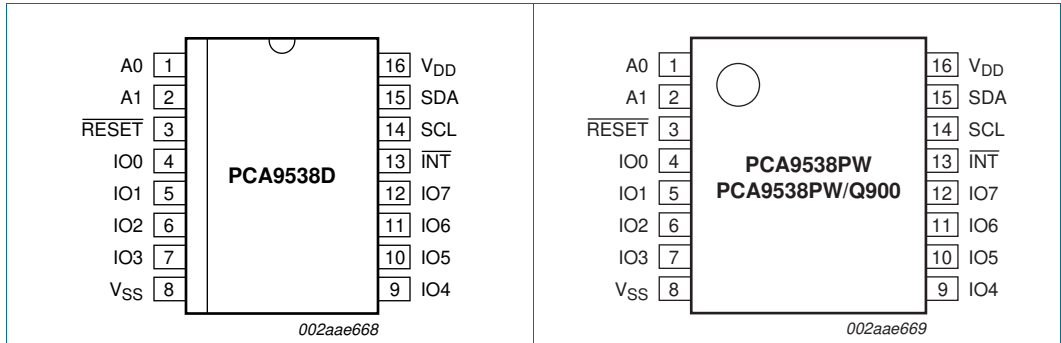 A0 1 16 VDD
A1 2 15 SDA
RESET 3 14 SCL
IO0 4 13 INT
IO1 5 12 IO7
IO2 6 11 IO6
IO3 7 10 IO5
VSS 8 9 IO4
PCA9538D
002aae668
A0 1 16 VDD
A1 2 15 SDA
RESET 3 14 SCL
IO0 4 13 INT
IO1 5 12 IO7
IO2 6 11 IO6
IO3 7 10 IO5
VSS 8 9 IO4
PCA9538PW
PCA9538PW/Q900
002aae669